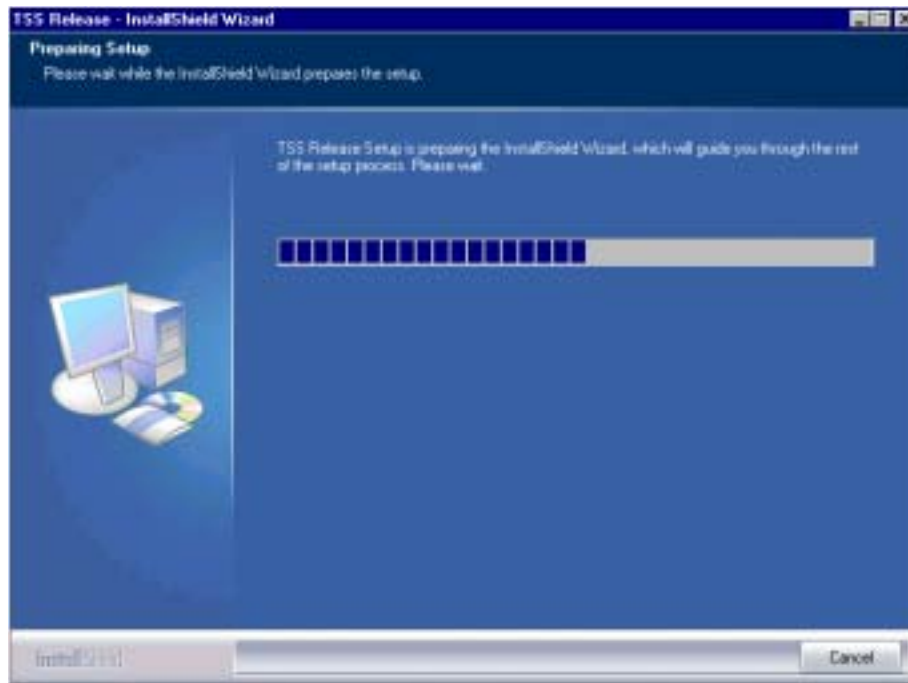 TSS Release - InstallShield Wizard
Preparing Setup
Please wait while the InstallShield Wizard prepares the setup.
TSS Release Setup is preparing the InstallShield Wizard, which will guide you through the rest
of the setup process. Please wait.
InstallShield
Cancel